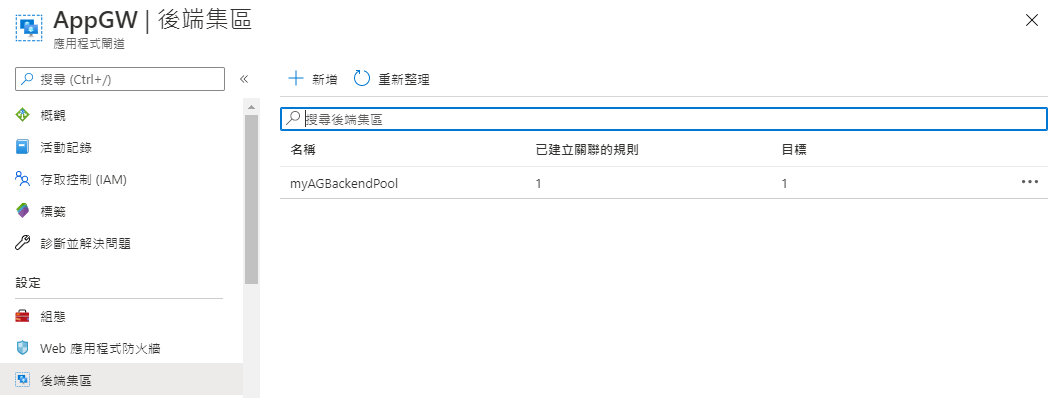 AppGW | 後端集區
應用程式閘道
搜尋 (Ctrl+/)
«
概觀
活動記錄
存取控制 (IAM)
標籤
診斷並解決問題
設定
組態
Web 應用程式防火牆
後端集區
新增 重新整理
搜尋後端集區
名稱 已建立關聯的規則 目標
myAGBackendPool 1 1